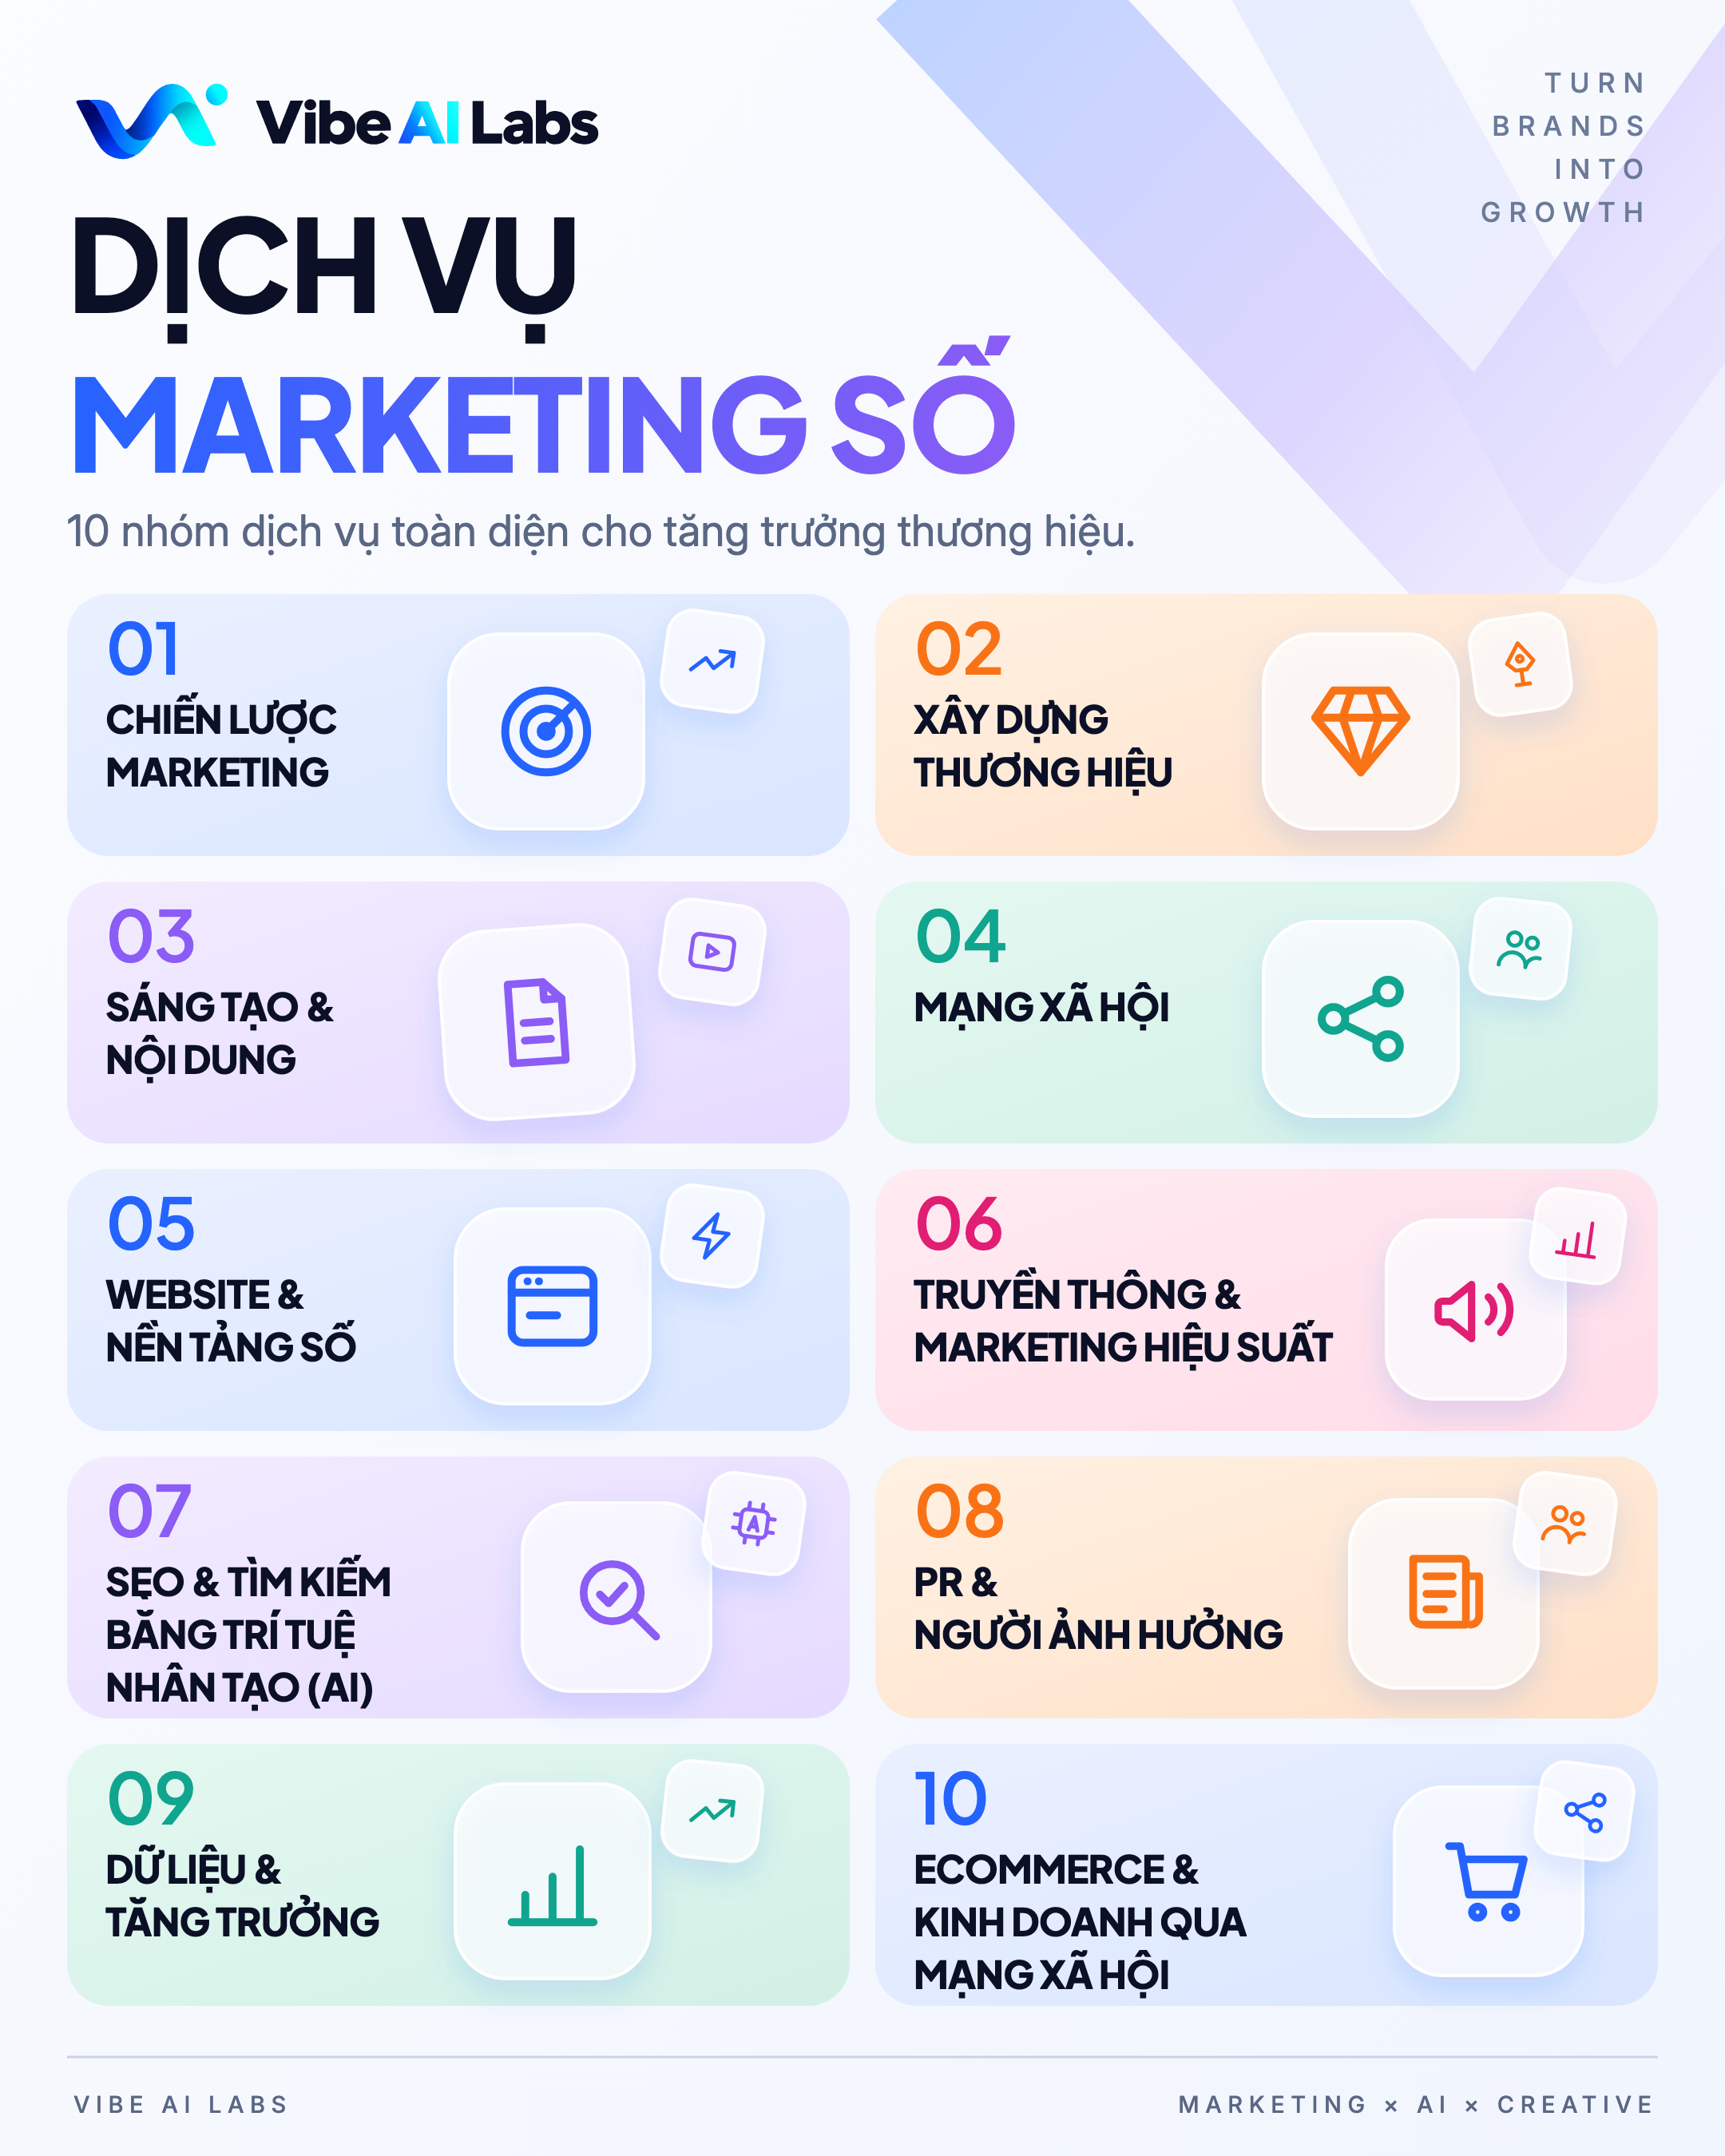 Vibe AI Labs
TURN
BRANDS
INTO
GROWTH
DỊCH VỤ
MARKETING SỐ
10 nhóm dịch vụ toàn diện cho tăng trưởng thương hiệu.
01
CHIẾN LƯỢC
MARKETING
02
XÂY DỰNG
THƯƠNG HIỆU
03
SÁNG TẠO &
NỘI DUNG
04
MẠNG XÃ HỘI
05
WEBSITE &
NỀN TẢNG SỐ
06
TRUYỀN THÔNG &
MARKETING HIỆU SUẤT
07
SEO & TÌM KIẾM
BẰNG TRÍ TUỆ
NHÂN TẠO (AI)
A
08
PR &
NGƯỜI ẢNH HƯỞNG
09
DỮ LIỆU &
TĂNG TRƯỞNG
10
ECOMMERCE &
KINH DOANH QUA
MẠNG XÃ HỘI
VIBE AI LABS
MARKETING × AI × CREATIVE